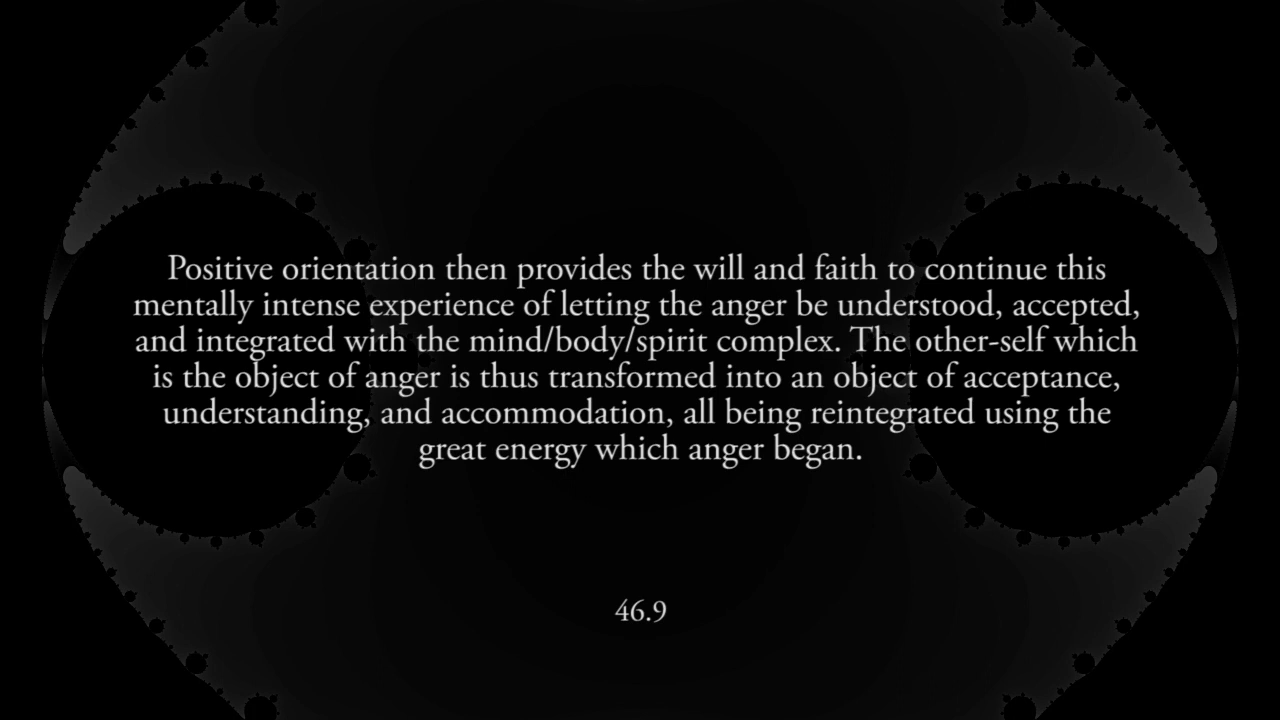 Positive orientation then provides the will and faith to continue this
mentally intense experience of letting the anger be understood, accepted,
and integrated with the mind/body/spirit complex. The other-self which
is the object of anger is thus transformed into an object of acceptance,
understanding, and accommodation, all being reintegrated using the
great energy which anger began.
46.9